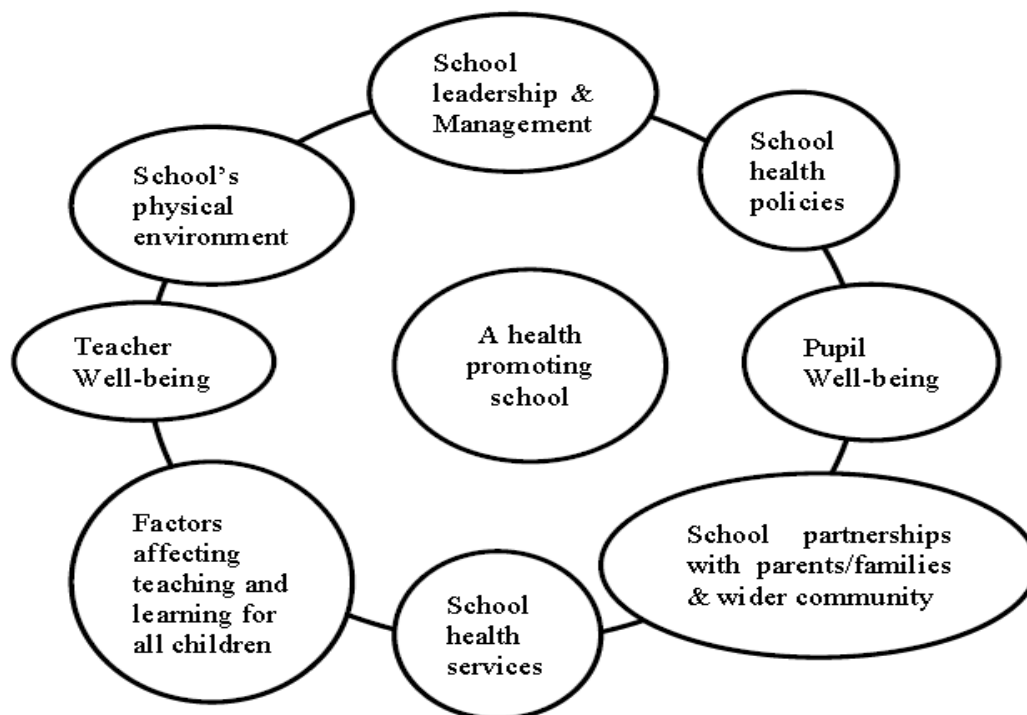 School
leadership &
Management
School
health
policies
School's
physical
environment
A health
promoting
school
Teacher
Well-being
Pupil
Well-being
Factors
affecting
teaching and
learning for
all children
School partnerships
with parents/families
& wider community
School
health
services